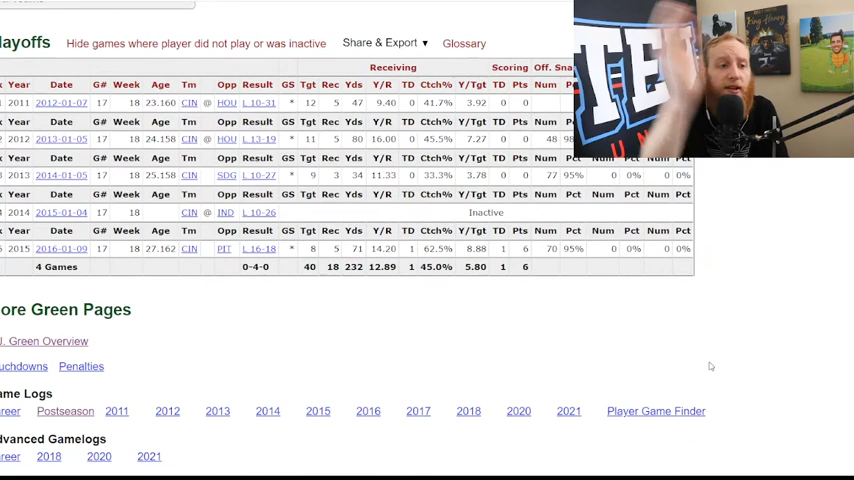 layoffs Hide games where player did not play or was inactive Share & Export ▼ Glossary
Receiving Scoring Off. Sna
k Year Date G# Week Age Tm Opp Result GS Tgt Rec Yds Y/R TD Ctch% Y/Tgt TD Pts Num Pct
1 2011 2012-01-07 17 18 23.160 CIN @ HOU L 10-31 * 12 5 47 9.40 0 41.7% 3.92 0 0
k Year Date G# Week Age Tm Opp Result GS Tgt Rec Yds Y/R TD Ctch% Y/Tgt TD Pts Num Pct
2 2012 2013-01-05 17 18 24.158 CIN @ HOU L 13-19 * 11 5 80 16.00 0 45.5% 7.27 0 0 48 98
k Year Date G# Week Age Tm Opp Result GS Tgt Rec Yds Y/R TD Ctch% Y/Tgt TD Pts Num Pct Num Pct Num Pct
3 2013 2014-01-05 17 18 25.158 CIN SDG L 10-27 * 9 3 34 11.33 0 33.3% 3.78 0 0 77 95% 0 0% 0 0%
k Year Date G# Week Age Tm Opp Result GS Tgt Rec Yds Y/R TD Ctch% Y/Tgt TD Pts Num Pct Num Pct Num Pct
4 2014 2015-01-04 17 18 CIN @ IND L 10-26 Inactive
k Year Date G# Week Age Tm Opp Result GS Tgt Rec Yds Y/R TD Ctch% Y/Tgt TD Pts Num Pct Num Pct Num Pct
5 2015 2016-01-09 17 18 27.162 CIN PIT L 16-18 * 8 5 71 14.20 1 62.5% 8.88 1 6 70 95% 0 0% 0 0%
4 Games 0-4-0 40 18 232 12.89 1 45.0% 5.80 1 6
ore Green Pages
J. Green Overview
uchdowns Penalties
ame Logs
reer Postseason 2011 2012 2013 2014 2015 2016 2017 2018 2020 2021 Player Game Finder
dvanced Gamelogs
reer 2018 2020 2021